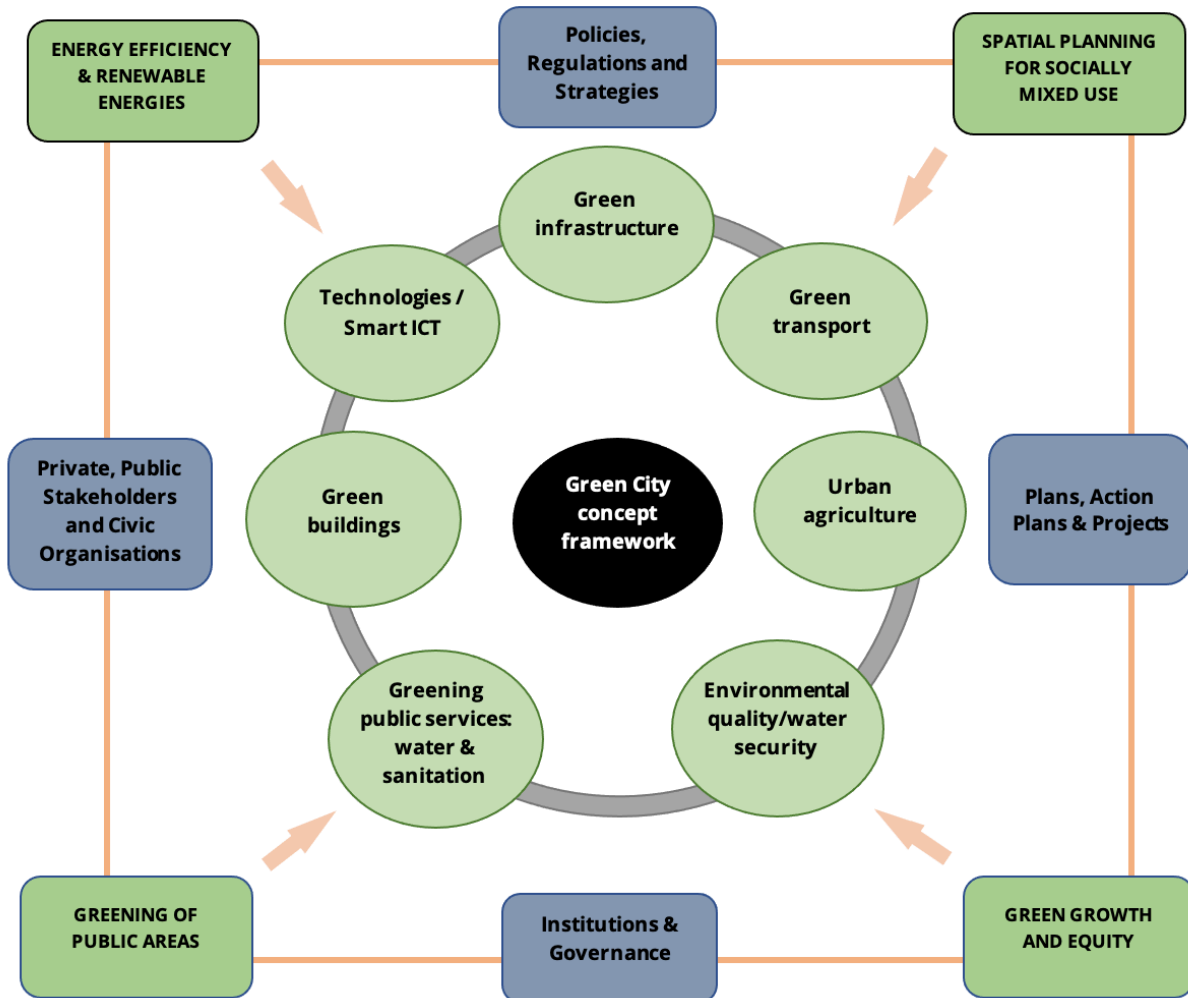 ENERGY EFFICIENCY
& RENEWABLE
ENERGIES
Policies,
Regulations and
Strategies
SPATIAL PLANNING
FOR SOCIALLY
MIXED USE
Green
infrastructure
Technologies /
Smart ICT
Green
transport
Private, Public
Stakeholders
and Civic
Organisations
Green
buildings
Green City
concept
framework
Urban
agriculture
Plans, Action
Plans & Projects
Greening
public services:
water &
sanitation
Environmental
quality/water
security
GREENING OF
PUBLIC AREAS
Institutions &
Governance
GREEN GROWTH
AND EQUITY